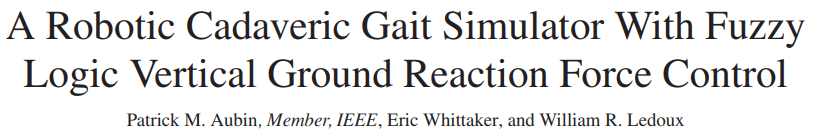 A Robotic Cadaveric Gait Simulator With Fuzzy
Logic Vertical Ground Reaction Force Control
Patrick M. Aubin, Member, IEEE, Eric Whittaker, and William R. Ledoux